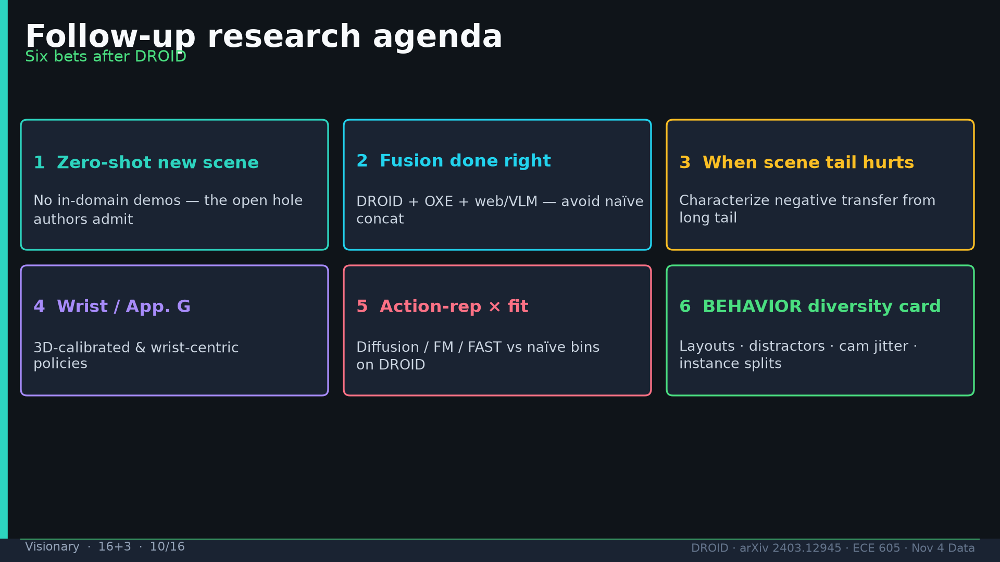 Follow-up research agenda
Six bets after DROID
1 Zero-shot new scene
No in-domain demos — the open hole
authors admit
2 Fusion done right
DROID + OXE + web/VLM — avoid naïve
concat
3 When scene tail hurts
Characterize negative transfer from
long tail
4 Wrist / App. G
3D-calibrated & wrist-centric
policies
5 Action-rep × fit
Diffusion / FM / FAST vs naïve bins
on DROID
6 BEHAVIOR diversity card
Layouts · distractors · cam jitter ·
instance splits
Visionary · 16+3 · 10/16
DROID · arXiv 2403.12945 · ECE 605 · Nov 4 Data